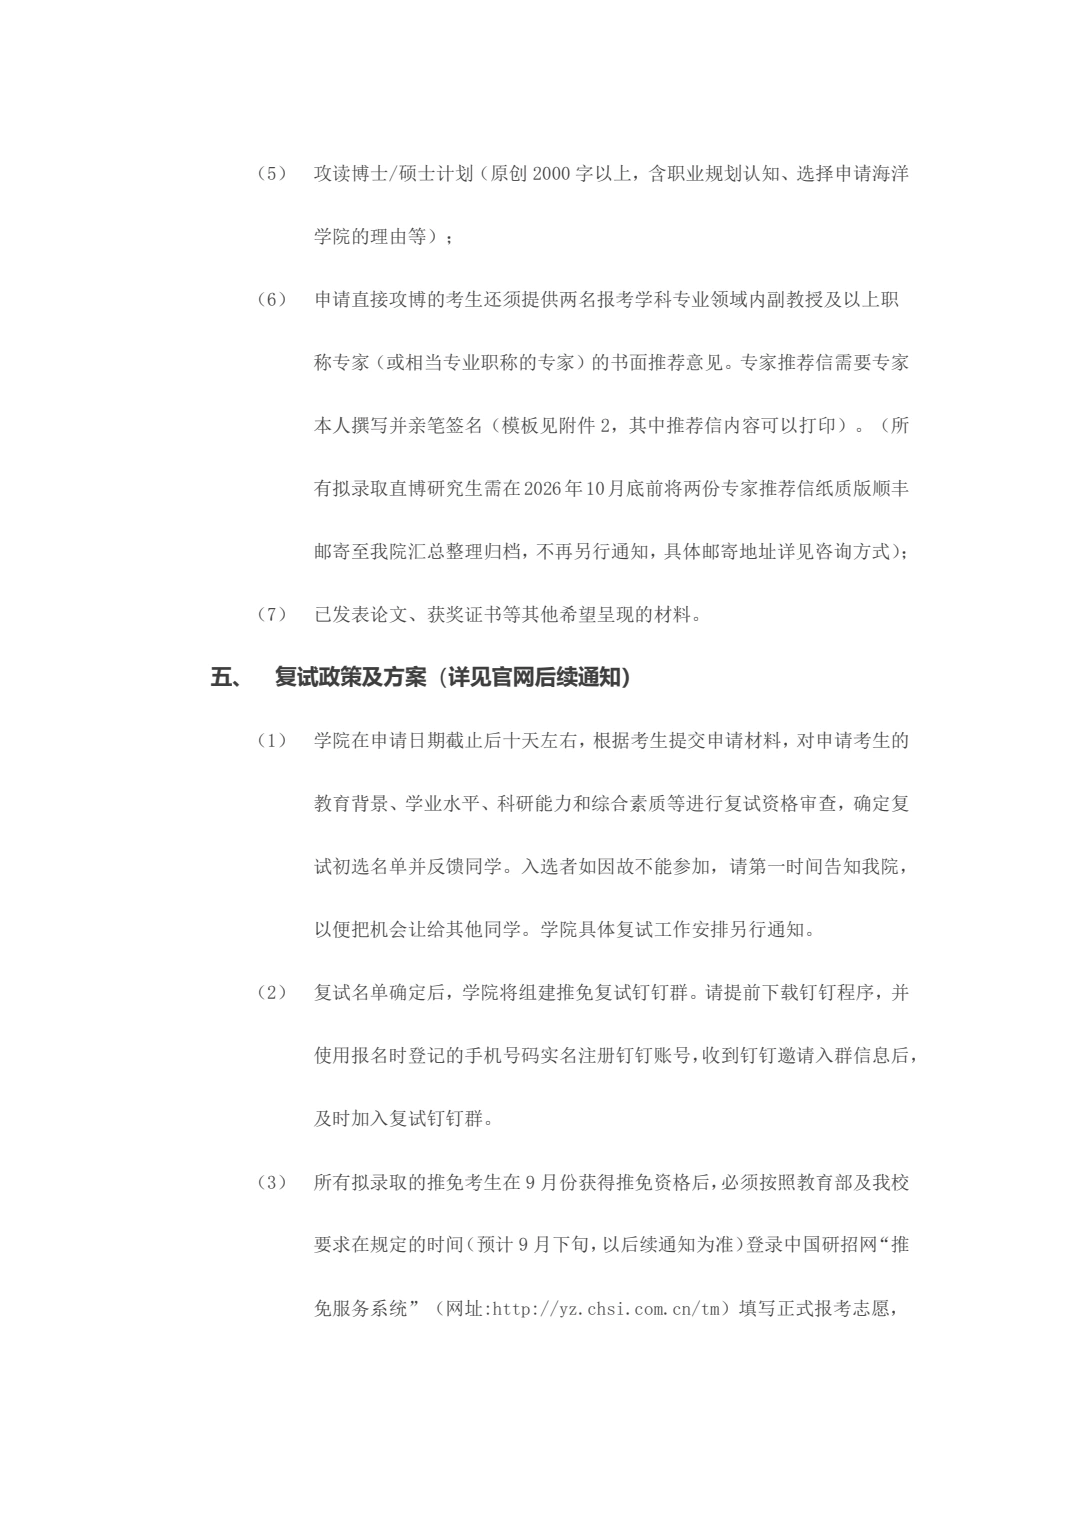 （5） 攻读博士/硕士计划（原创 2000 字以上，含职业规划认知、选择申请海洋
学院的理由等）；
（6） 申请直接攻博的考生还须提供两名报考学科专业领域内副教授及以上职
称专家（或相当专业职称的专家）的书面推荐意见。专家推荐信需要专家
本人撰写并亲笔签名（模板见附件 2，其中推荐信内容可以打印）。（所
有拟录取直博研究生需在 2026 年 10 月底前将两份专家推荐信纸质版顺丰
邮寄至我院汇总整理归档，不再另行通知，具体邮寄地址详见咨询方式）；
（7） 己发表论文、获奖证书等其他希望呈现的材料。
五、 复试政策及方案（详见官网后续通知）
（1） 学院在申请日期截止后十天左右，根据考生提交申请材料，对申请考生的
教育背景、学业水平、科研能力和综合素质等进行复试资格审查，确定复
试初选名单并反馈同学。入选者如因故不能参加，请第一时间告知我院，
以便把机会让给其他同学。学院具体复试工作安排另行通知。
（2） 复试名单确定后，学院将组建推免复试钉钉群。请提前下载钉钉程序，并
使用报名时登记的手机号码实名注册钉钉账号，收到钉钉邀请入群信息后，
及时加入复试钉钉群。
（3） 所有拟录取的推免考生在 9 月份获得推免资格后，必须按照教育部及我校
要求在规定的时间（预计 9 月下旬，以后续通知为准）登录中国研招网“推
免服务系统”（网址:http://yz.chsi.com.cn/tm）填写正式报考志愿，